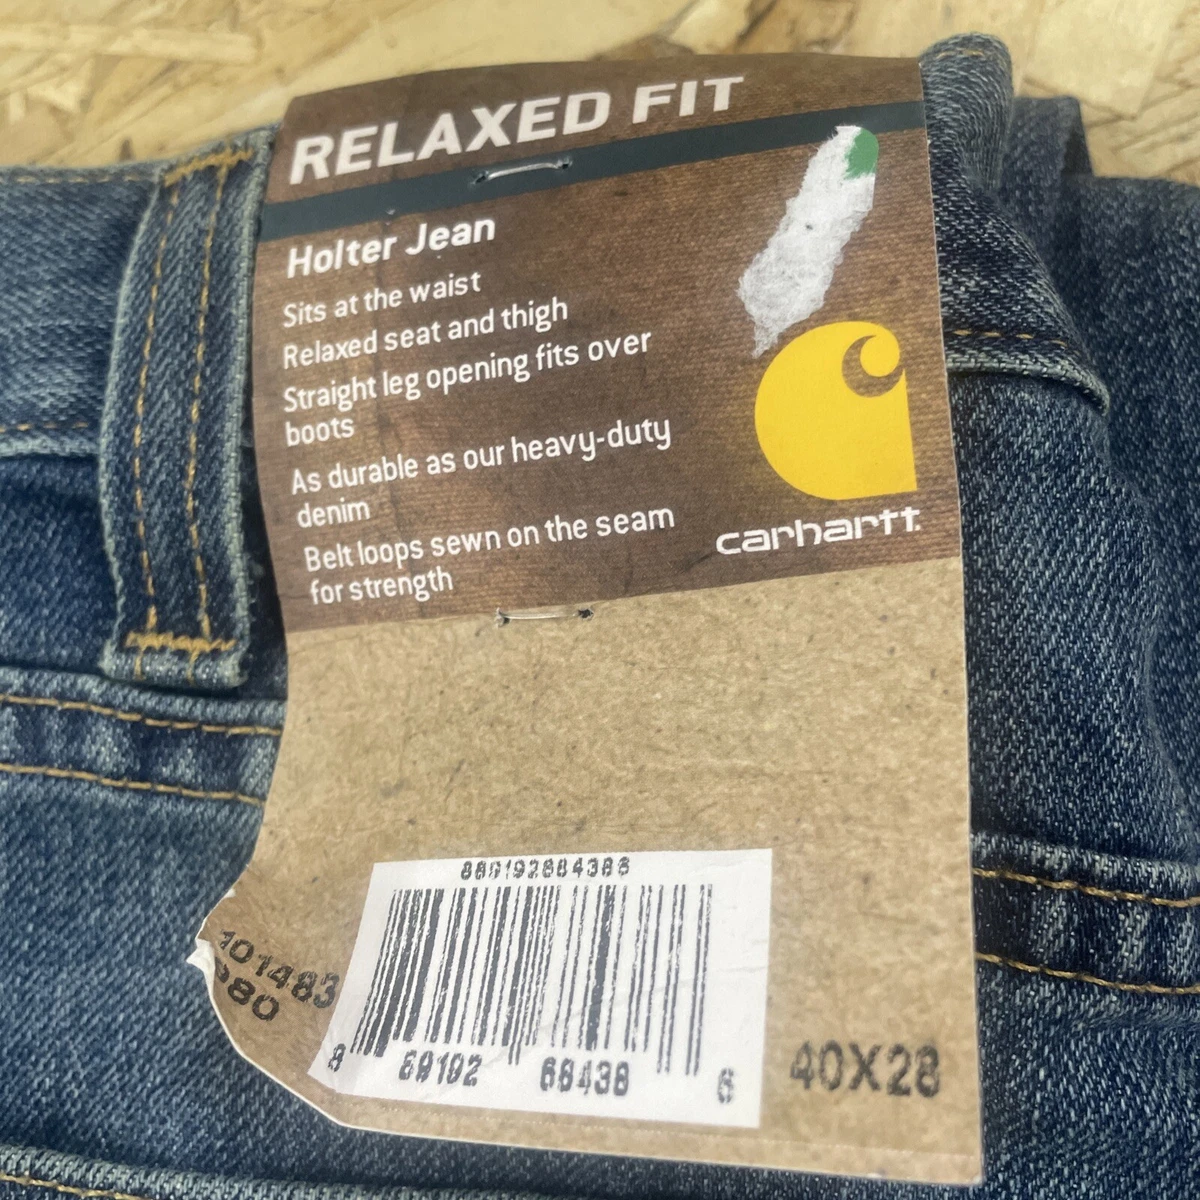 RELAXED FIT
Holter Jean
Sits at the waist
Relaxed seat and thigh
Straight leg opening fits over
boots
As durable as our heavy-duty
denim
Belt loops sewn on the seam
for strength
carhartt.
101483
40X28